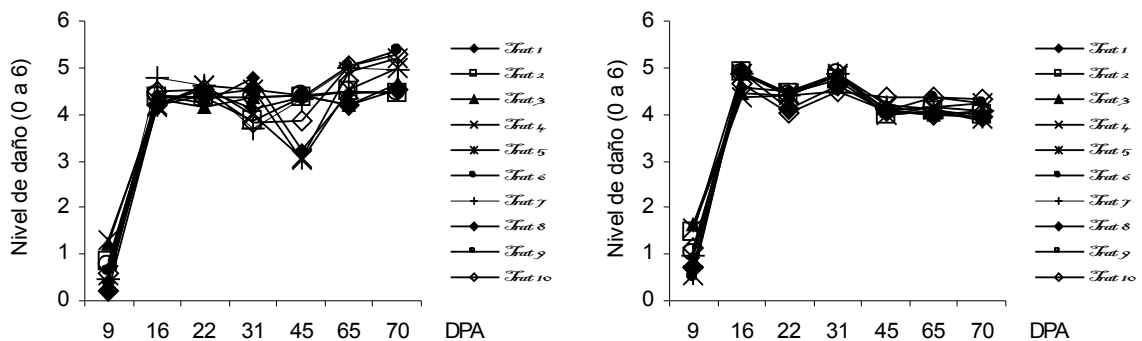 6
5
4
3
2
1
0
Nivel de daño (0 a 6)
9 16 22 31 45 65 70 DPA
Trat 1
Trat 2
Trat 3
Trat 4
Trat 5
Trat 6
Trat 7
Trat 8
Trat 9
Trat 10
6
5
4
3
2
1
0
Nivel de daño (0 a 6)
9 16 22 31 45 65 70 DPA
Trat 1
Trat 2
Trat 3
Trat 4
Trat 5
Trat 6
Trat 7
Trat 8
Trat 9
Trat 10